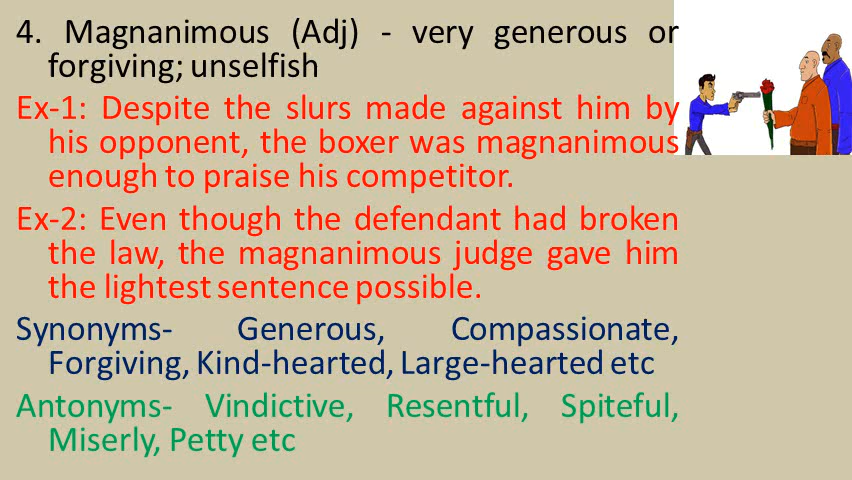 4. Magnanimous (Adj) - very generous or
forgiving; unselfish
Ex-1: Despite the slurs made against him by
his opponent, the boxer was magnanimous
enough to praise his competitor.
Ex-2: Even though the defendant had broken
the law, the magnanimous judge gave him
the lightest sentence possible.
Synonyms- Generous, Compassionate,
Forgiving, Kind-hearted, Large-hearted etc
Antonyms- Vindictive, Resentful, Spiteful,
Miserly, Petty etc